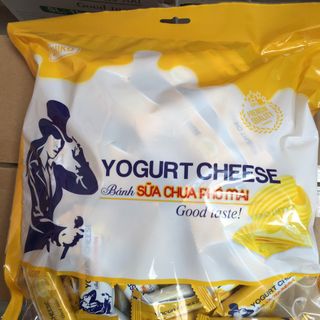 YOGURT CHEESE
Bánh SỮA CHUA PHÔ MAI
Good taste!
YOGURT CHEESE